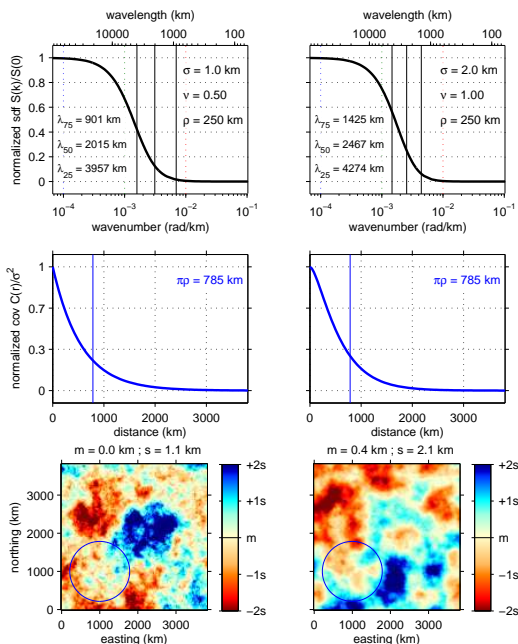 wavelength (km)
wavelength (km)
10000 1000 100
10000 1000 100
normalized sdf S(k)/S(0)
1
0.8
0.6
0.4
0.2
0
σ = 1.0 km
ν = 0.50
ρ = 250 km
λ75 = 901 km
λ50 = 2015 km
λ25 = 3957 km
σ = 2.0 km
ν = 1.00
ρ = 250 km
λ75 = 1425 km
λ50 = 2467 km
λ25 = 4274 km
10−4 10−3 10−2 10−1
10−4 10−3 10−2 10−1
wavenumber (rad/km)
wavenumber (rad/km)
normalized cov C(r)/σ2
1
0.7
0.3
0
πρ = 785 km
πρ = 785 km
0 1000 2000 3000
0 1000 2000 3000
distance (km)
distance (km)
m = 0.0 km ; s = 1.1 km
m = 0.4 km ; s = 2.1 km
northing (km)
3000
2000
1000
0
+2s
+1s
m
−1s
−2s
+2s
+1s
m
−1s
−2s
0 1000 2000 3000
0 1000 2000 3000
easting (km)
easting (km)